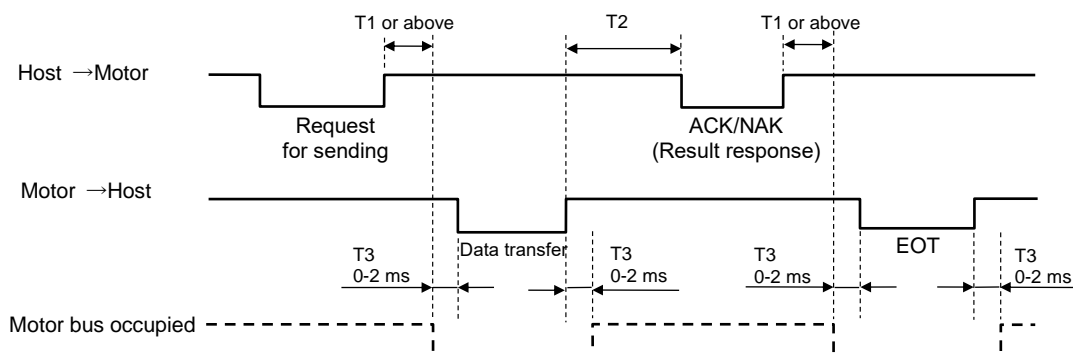 T1 or above
T2
T1 or above
Host →Motor
Request
for sending
ACK/NAK
(Result response)
Motor →Host
Data transfer
EOT
T3
0-2 ms
T3
0-2 ms
T3
0-2 ms
T3
0-2 ms
Motor bus occupied